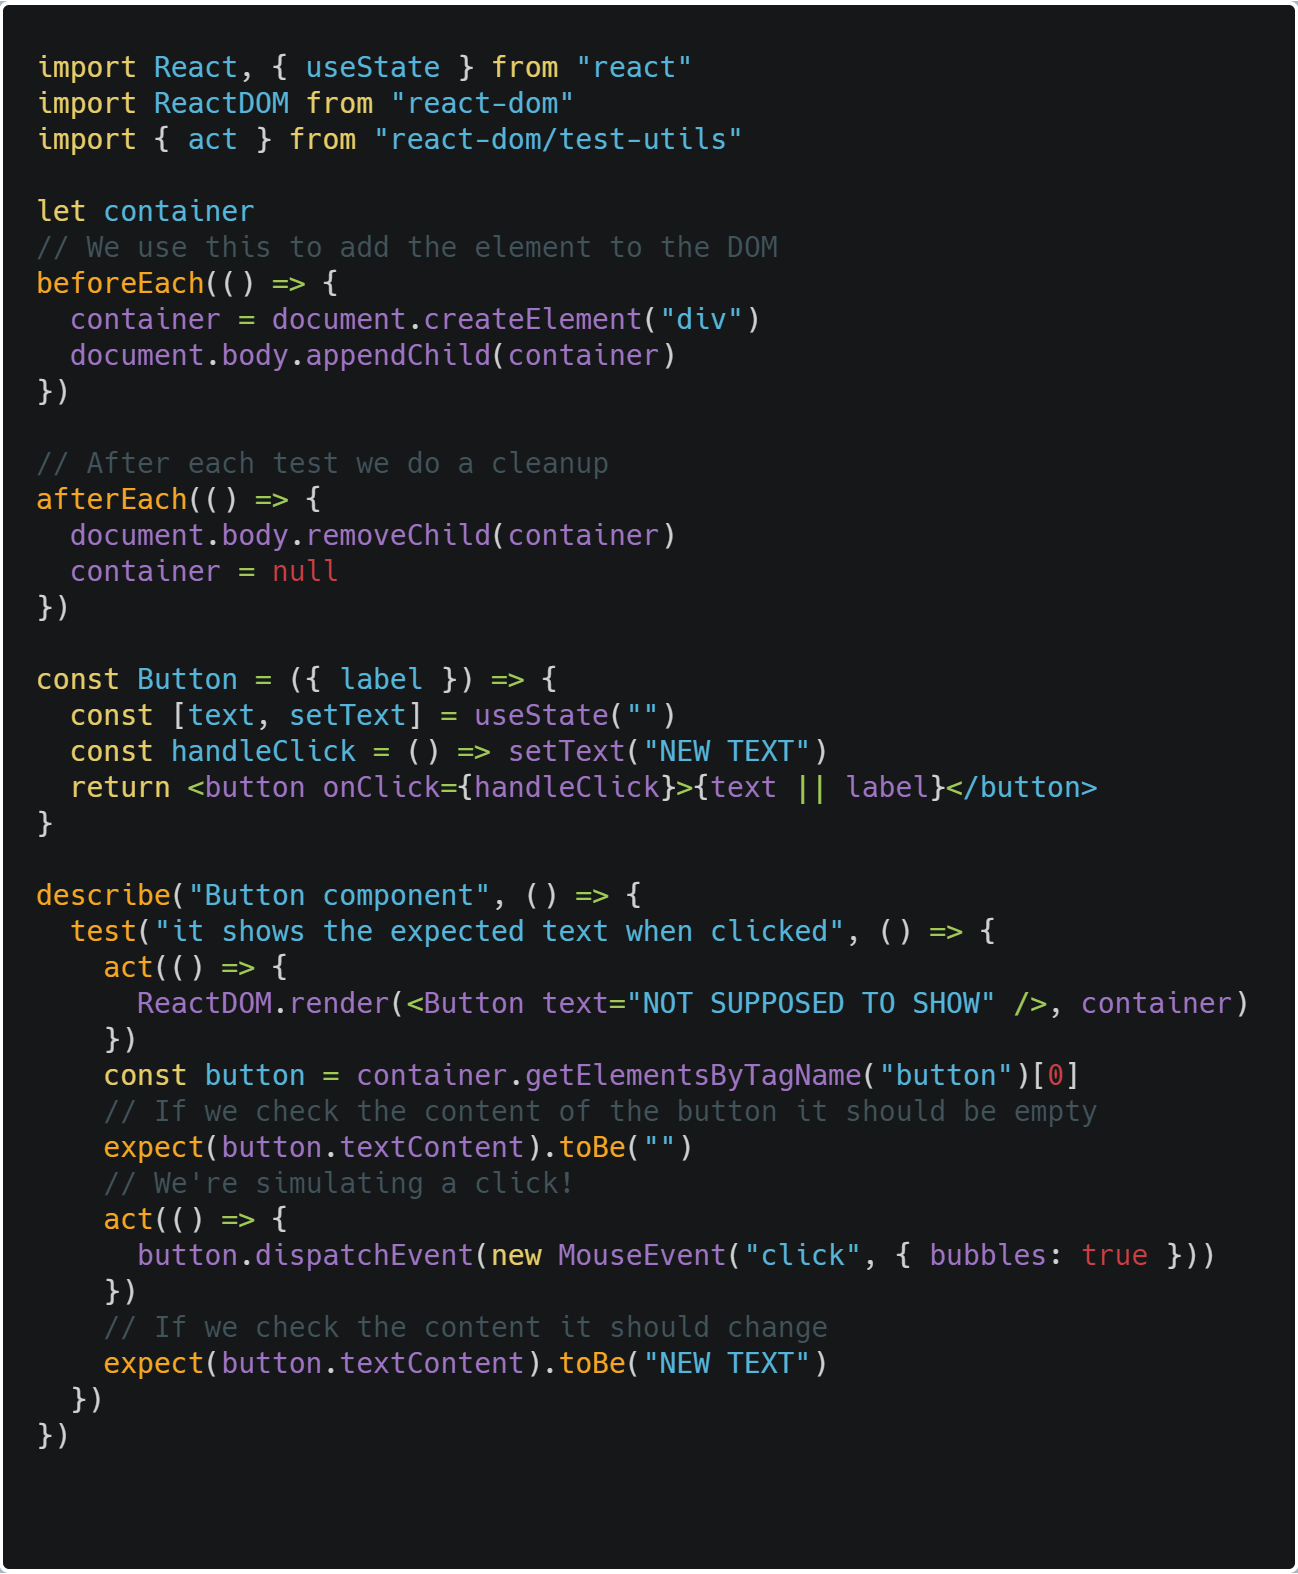 import React, { useState } from "react"
import ReactDOM from "react-dom"
import { act } from "react-dom/test-utils"

let container
// We use this to add the element to the DOM
beforeEach(() => {
  container = document.createElement("div")
  document.body.appendChild(container)
})

// After each test we do a cleanup
afterEach(() => {
  document.body.removeChild(container)
  container = null
})

const Button = ({ label }) => {
  const [text, setText] = useState("")
  const handleClick = () => setText("NEW TEXT")
  return <button onClick={handleClick}>{text || label}</button>
}

describe("Button component", () => {
  test("it shows the expected text when clicked", () => {
    act(() => {
      ReactDOM.render(<Button text="NOT SUPPOSED TO SHOW" />, container)
    })
    const button = container.getElementsByTagName("button")[0]
    // If we check the content of the button it should be empty
    expect(button.textContent).toBe("")
    // We're simulating a click!
    act(() => {
      button.dispatchEvent(new MouseEvent("click", { bubbles: true }))
    })
    // If we check the content it should change
    expect(button.textContent).toBe("NEW TEXT")
  })
})